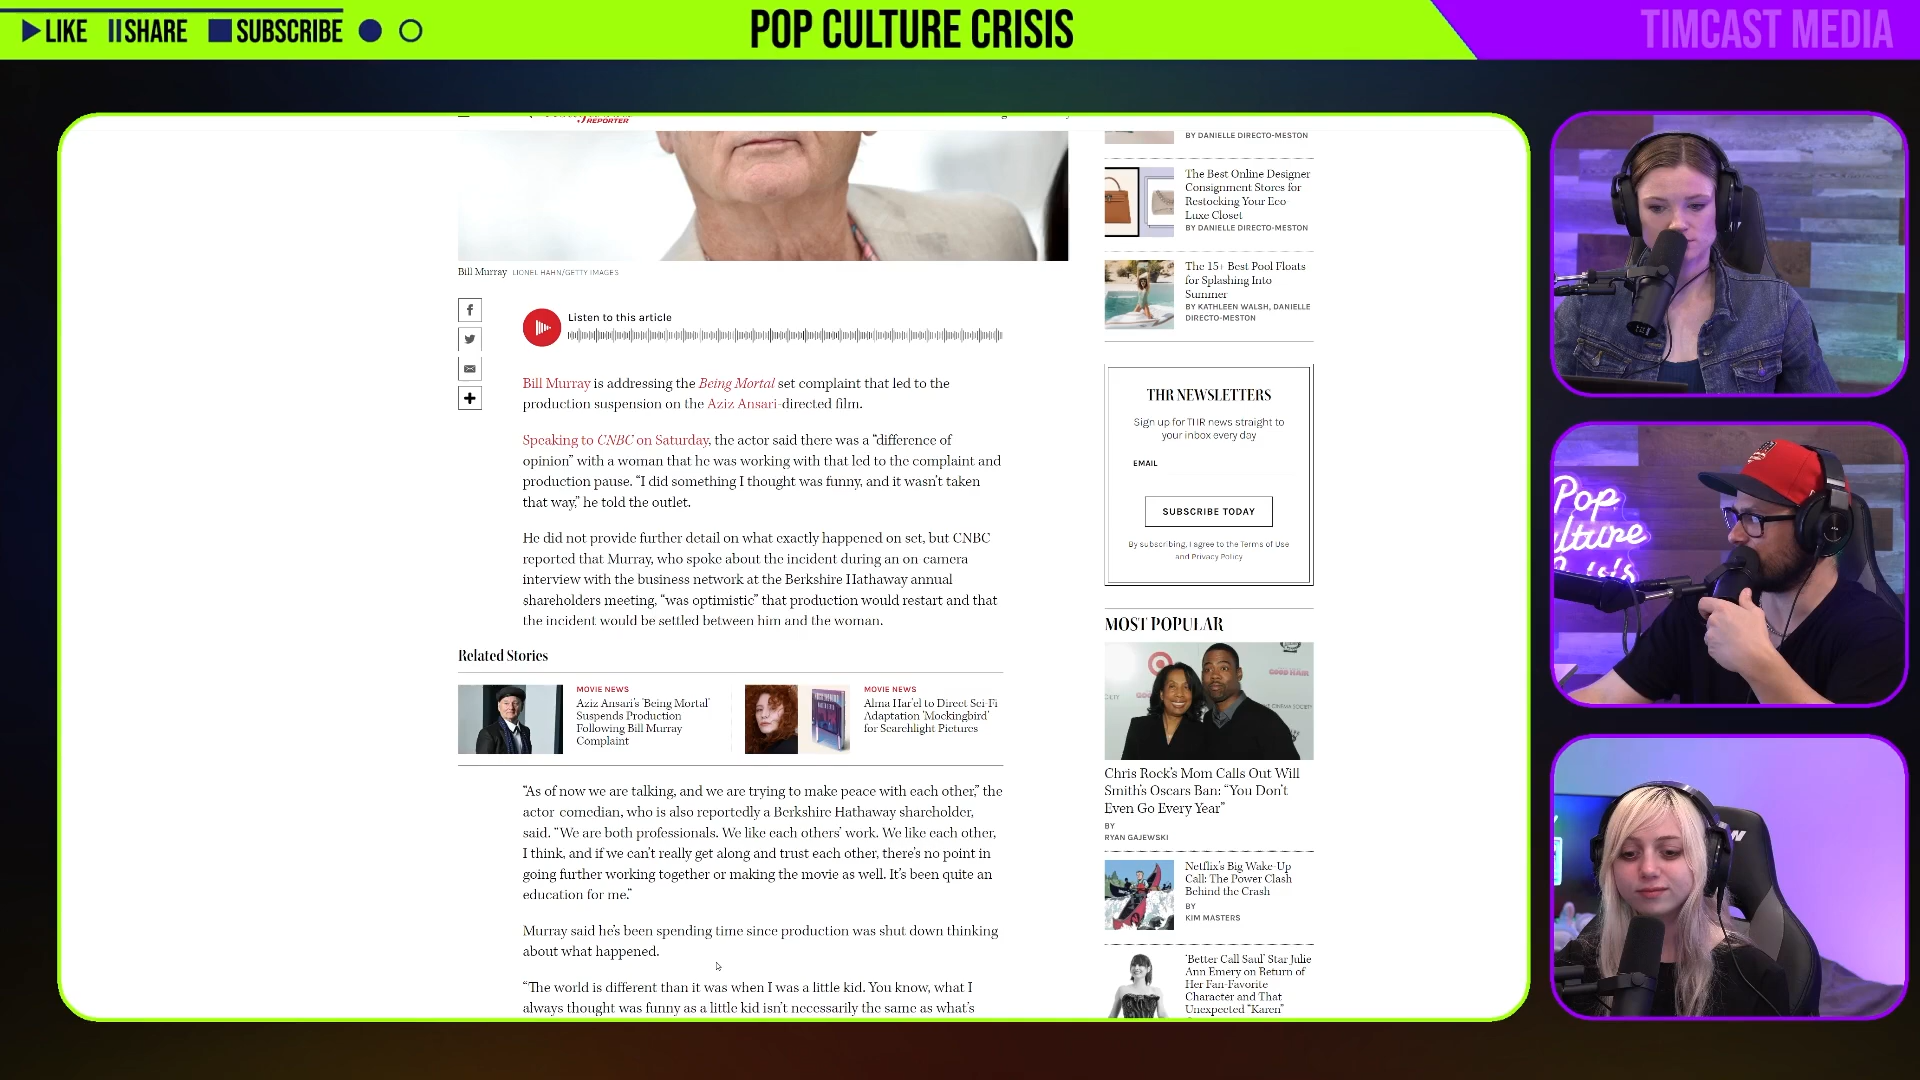 LIKE SHARE SUBSCRIBE
POP CULTURE CRISIS
TIMCAST MEDIA
REPORTER
Bill Murray LIONEL HAHN/GETTY IMAGES
Listen to this article
Bill Murray is addressing the Being Mortal set complaint that led to the
production suspension on the Aziz Ansari-directed film.
Speaking to CNBC on Saturday, the actor said there was a “difference of
opinion” with a woman that he was working with that led to the complaint and
production pause. “I did something I thought was funny, and it wasn’t taken
that way,” he told the outlet.
He did not provide further detail on what exactly happened on set, but CNBC
reported that Murray, who spoke about the incident during an on-camera
interview with the business network at the Berkshire Hathaway annual
shareholders meeting, “was optimistic” that production would restart and that
the incident would be settled between him and the woman.
Related Stories
MOVIE NEWS
Aziz Ansari’s ‘Being Mortal’
Suspends Production
Following Bill Murray
Complaint
MOVIE NEWS
Alma Har’el to Direct Sci-Fi
Adaptation ‘Mockingbird’
for Searchlight Pictures
“As of now we are talking, and we are trying to make peace with each other,” the
actor-comedian, who is also reportedly a Berkshire Hathaway shareholder,
said. “We are both professionals. We like each others’ work. We like each other,
I think, and if we can’t really get along and trust each other, there’s no point in
going further working together or making the movie as well. It’s been quite an
education for me.”
Murray said he’s been spending time since production was shut down thinking
about what happened.
“The world is different than it was when I was a little kid. You know, what I
always thought was funny as a little kid isn’t necessarily the same as what’s
BY DANIELLE DIRECTO-MESTON
The Best Online Designer
Consignment Stores for
Restocking Your Eco-
Luxe Closet
BY DANIELLE DIRECTO-MESTON
The 15+ Best Pool Floats
for Splashing Into
Summer
BY KATHLEEN WALSH, DANIELLE
DIRECTO-MESTON
THR NEWSLETTERS
Sign up for THR news straight to
your inbox every day
EMAIL
SUBSCRIBE TODAY
By subscribing, I agree to the Terms of Use
and Privacy Policy.
MOST POPULAR
Chris Rock’s Mom Calls Out Will
Smith’s Oscars Ban: “You Don’t
Even Go Every Year”
BY
RYAN GAJEWSKI
Netflix’s Big Wake-Up
Call: The Power Clash
Behind the Crash
BY
KIM MASTERS
‘Better Call Saul’ Star Julie
Ann Emery on Return of
Her Fan-Favorite
Character and That
Unexpected “Karen”
Pop